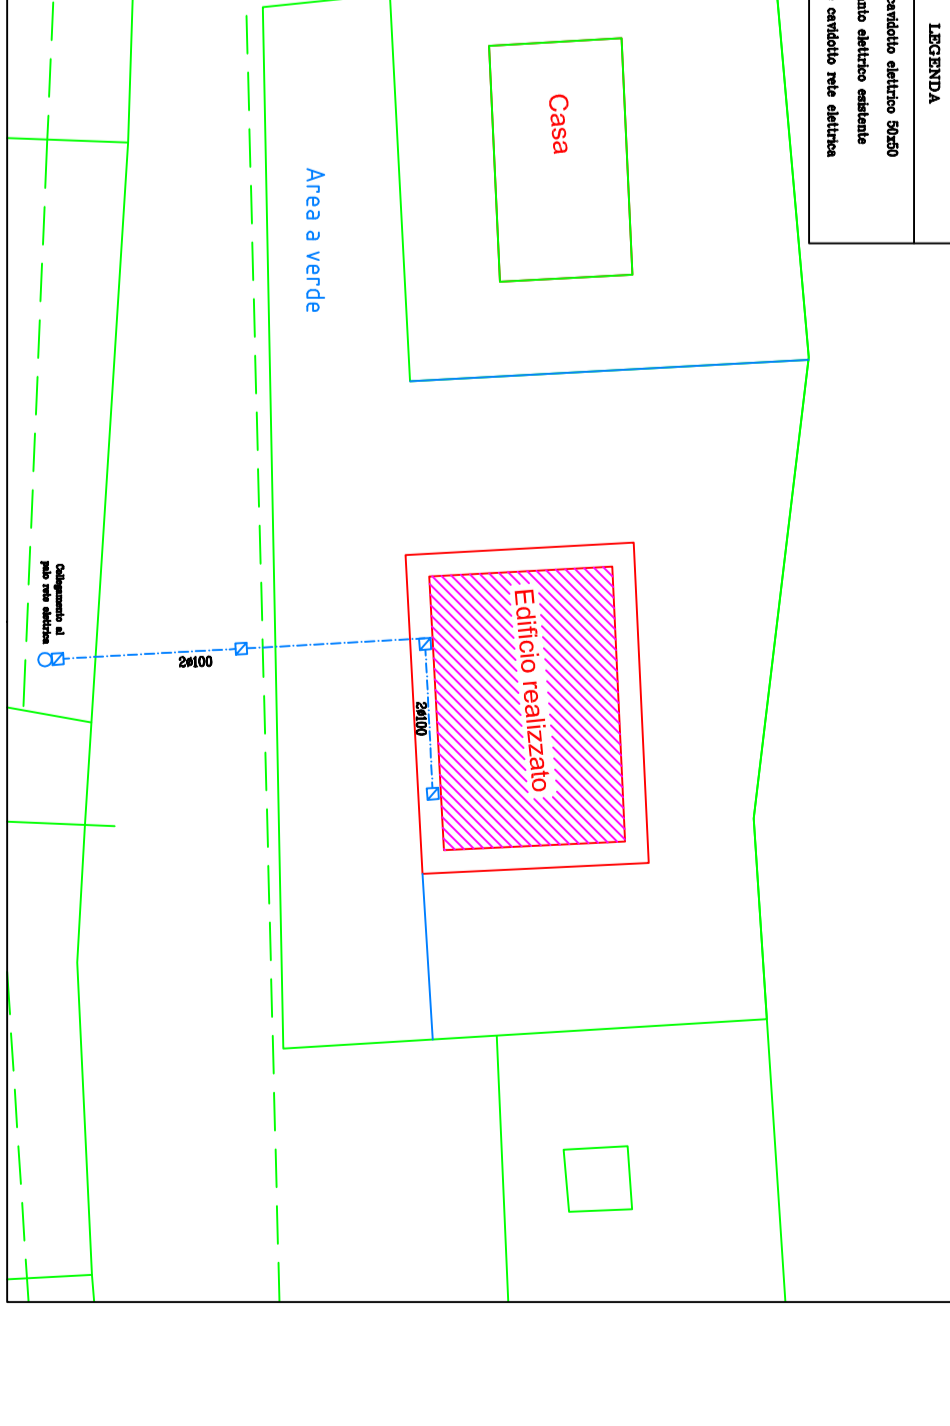 LEGENDA
cavidotto elettrico 50x50
nto elettrico esistente
cavidotto rete elettrica
Casa
Area a verde
Edificio realizzato
2ø100
2ø100
Collegamento al
palo rete elettrica